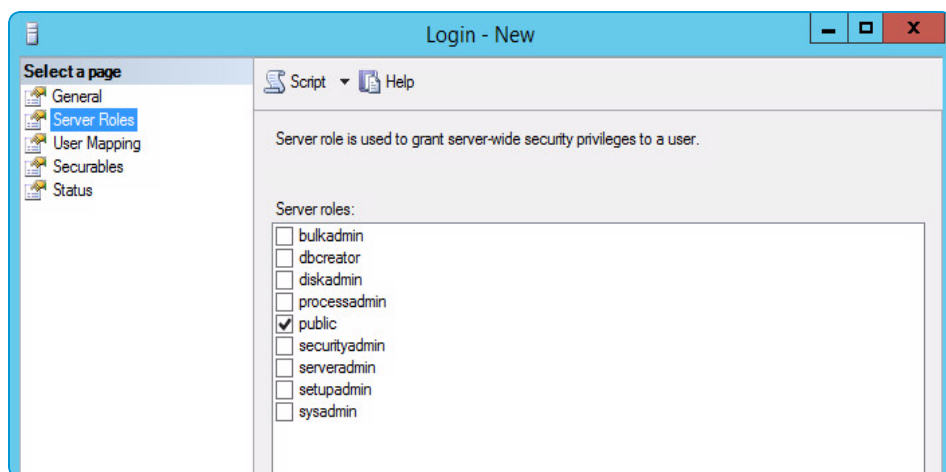 Login - New
x
Select a page
General
Server Roles
User Mapping
Securables
Status
Script Help
Server role is used to grant server-wide security privileges to a user.
Server roles:
bulkadmin
dbcreator
diskadmin
processadmin
public
securityadmin
serveradmin
setupadmin
sysadmin